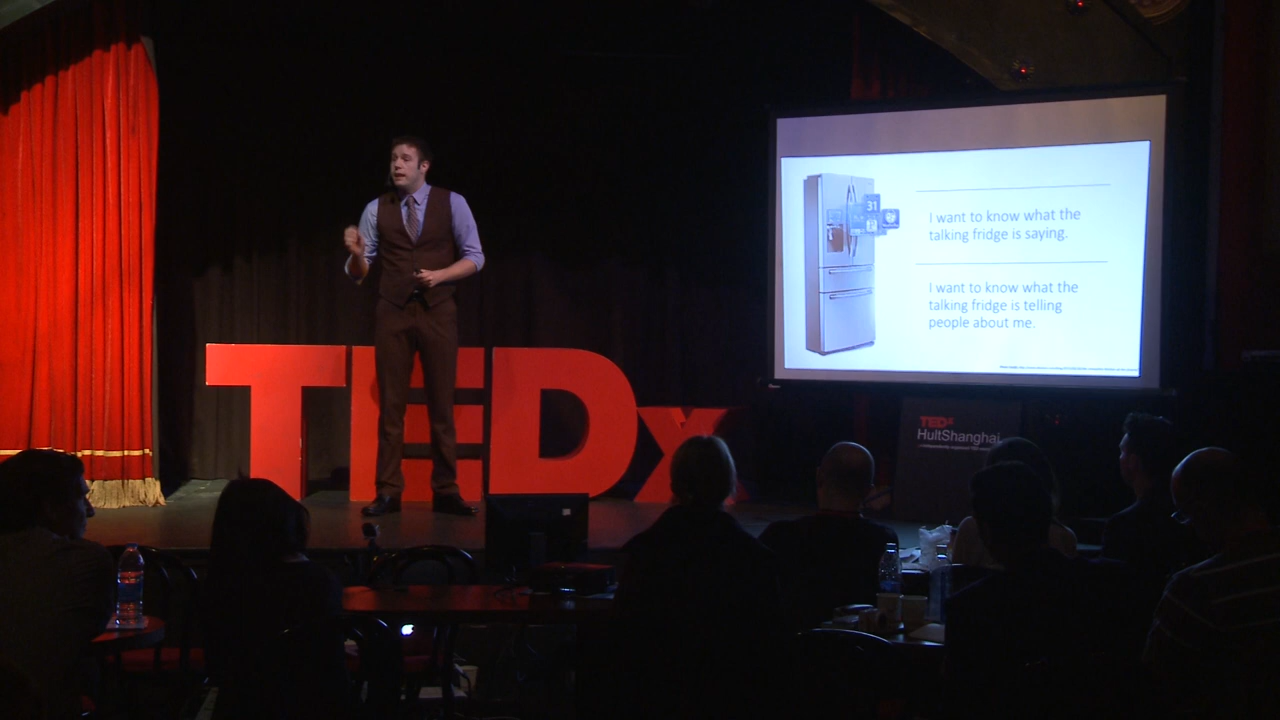 TEDx
31
I want to know what the
talking fridge is saying.
I want to know what the
talking fridge is telling
people about me.
TEDx
HultShanghai